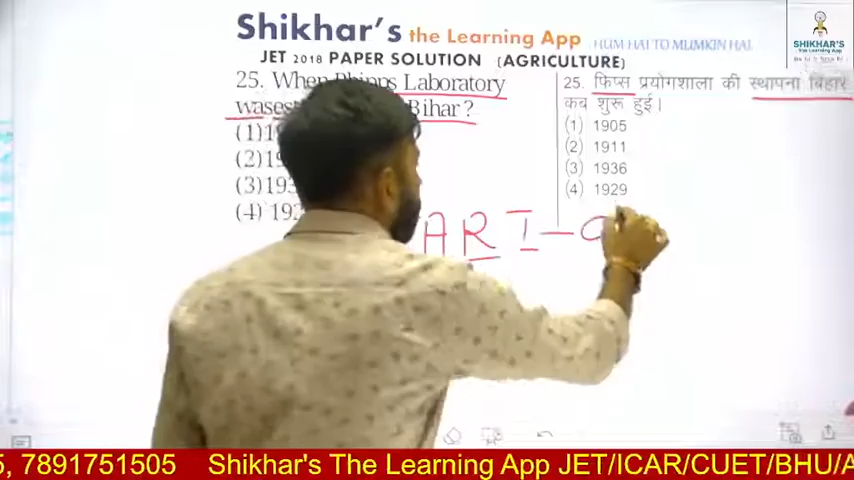 Shikhar's the Learning App HUM HAI TO MUMKIN HAI
SHIKHAR'S
JET 2018 PAPER SOLUTION (AGRICULTURE)
25. When Phipps Laboratory
Bihar ?
(1)
(2)
(3)
(4)
25. फिप्स प्रयोगशाला की स्थापना बिहार
कब शुरू हुई।
(1) 1905
(2) 1911
(3) 1936
(4) 1929
ARI-
5, 7891751505 Shikhar's The Learning App JET/ICAR/CUET/BHU/A